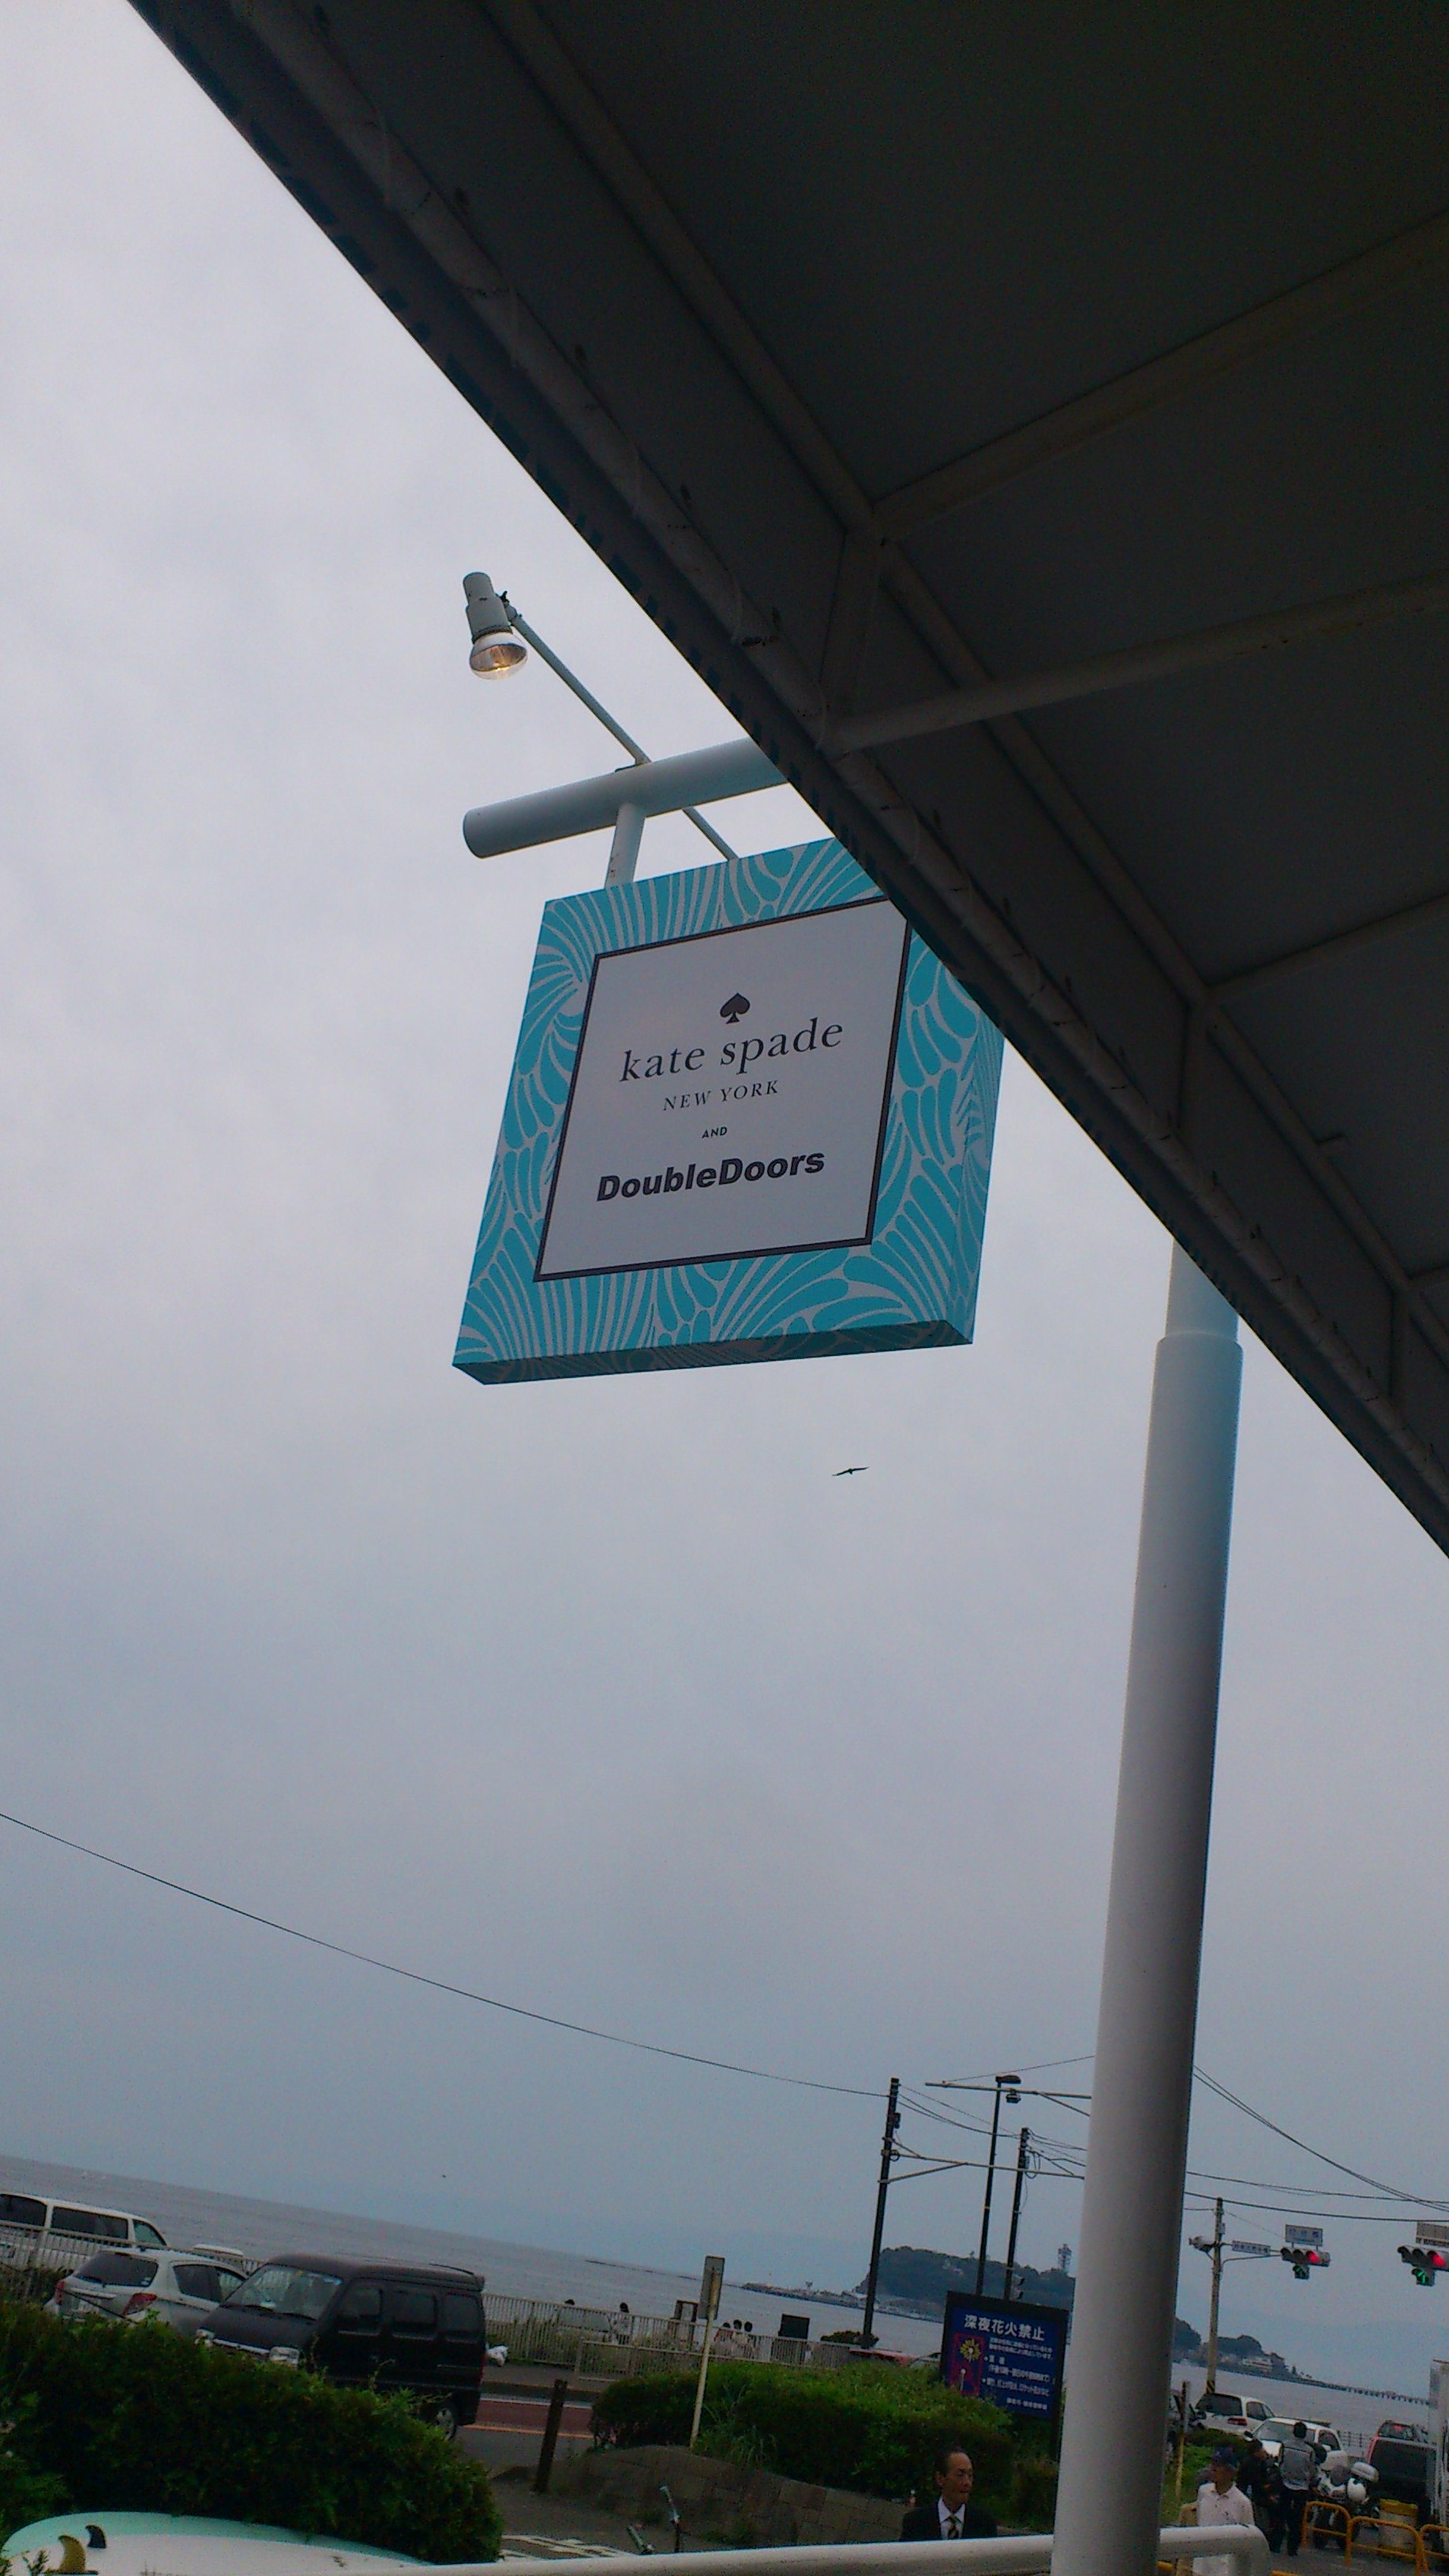 kate spade
NEW YORK
AND
DoubleDoors
深夜花火禁止